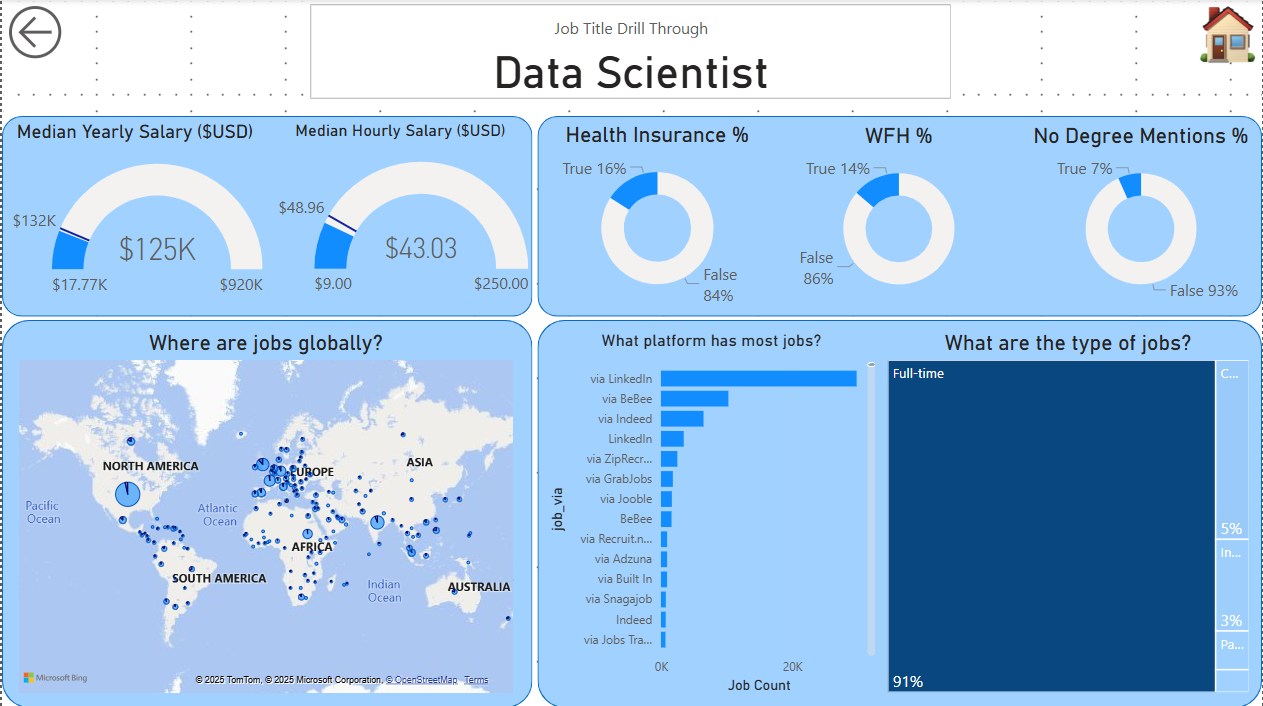 Job Title Drill Through
Data Scientist
Median Yearly Salary ($USD)
$132K
$125K
$17.77K
$920K
Median Hourly Salary ($USD)
$48.96
$43.03
$9.00
$250.00
Health Insurance %
True 16%
False
84%
WFH %
True 14%
False
86%
No Degree Mentions %
True 7%
False 93%
Where are jobs globally?
NORTH AMERICA
EUROPE
ASIA
Pacific
Ocean
Atlantic
Ocean
AFRICA
SOUTH AMERICA
Indian
Ocean
AUSTRALIA
Microsoft Bing
© 2025 TomTom, © 2025 Microsoft Corporation, © OpenStreetMap Terms
What platform has most jobs?
job_via
via LinkedIn
via BeBee
via Indeed
LinkedIn
via ZipRecr...
via GrabJobs
via Jooble
BeBee
via Recruit.n...
via Adzuna
via Built In
via Snagajob
Indeed
via Jobs Tra...
0K
20K
Job Count
What are the type of jobs?
Full-time
91%
C...
5%
In...
3%
Pa...